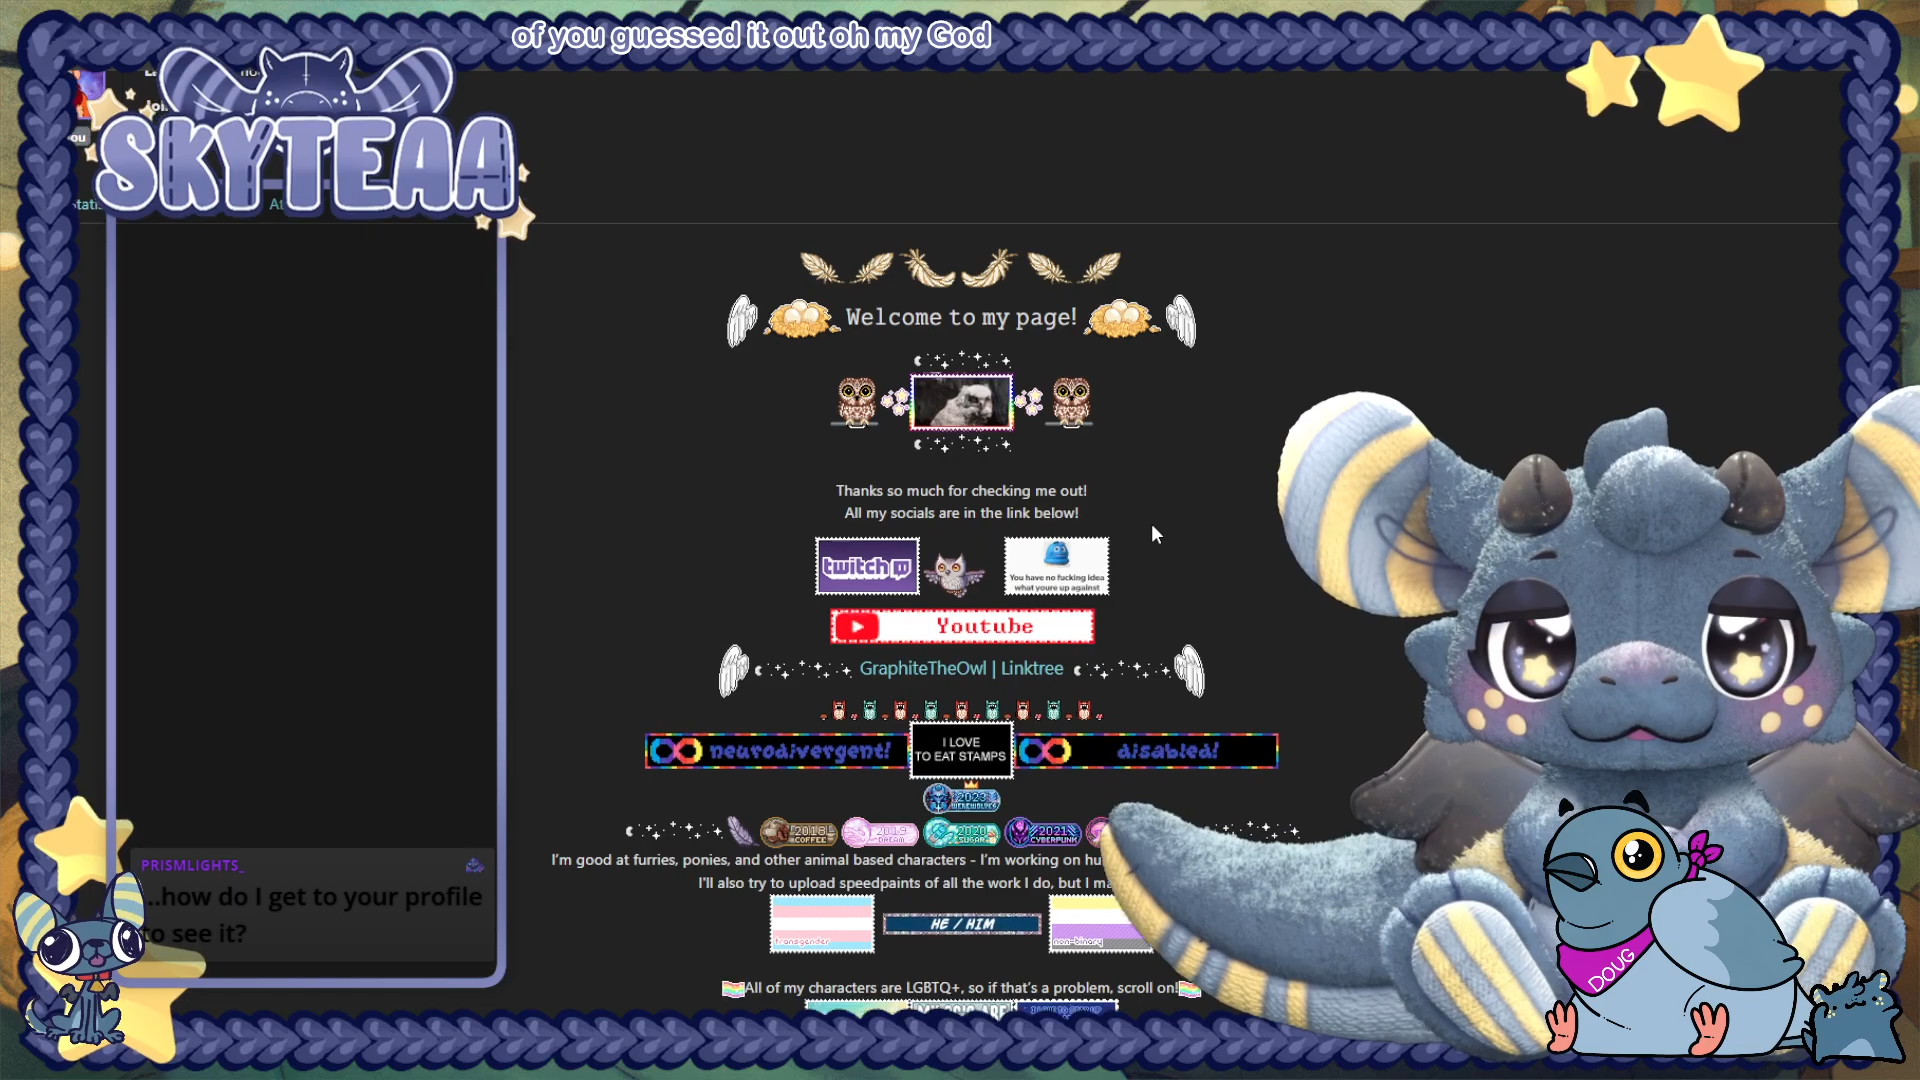 of you guessed it out oh my God
SKYTEAA
Welcome to my page!
Thanks so much for checking me out!
All my socials are in the link below!
twitch
You have no fucking idea
what youre up against
Youtube
GraphiteTheOwl | Linktree
neurodivergent!
I LOVE
TO EAT STAMPS
disabled!
2023
WEREWOLVES
2018
COFFEE
2019
DREAM
2020
SUGAR
2021
CYBERPUNK
I'm good at furries, ponies, and other animal based characters - I'm working on
I'll also try to upload speedpaints of all the work I do, but I
transgender
HE / HIM
non-binary
All of my characters are LGBTQ+, so if that's a problem, scroll on!
PRISMLIGHTS_
..how do I get to your profile
to see it?
DOUG